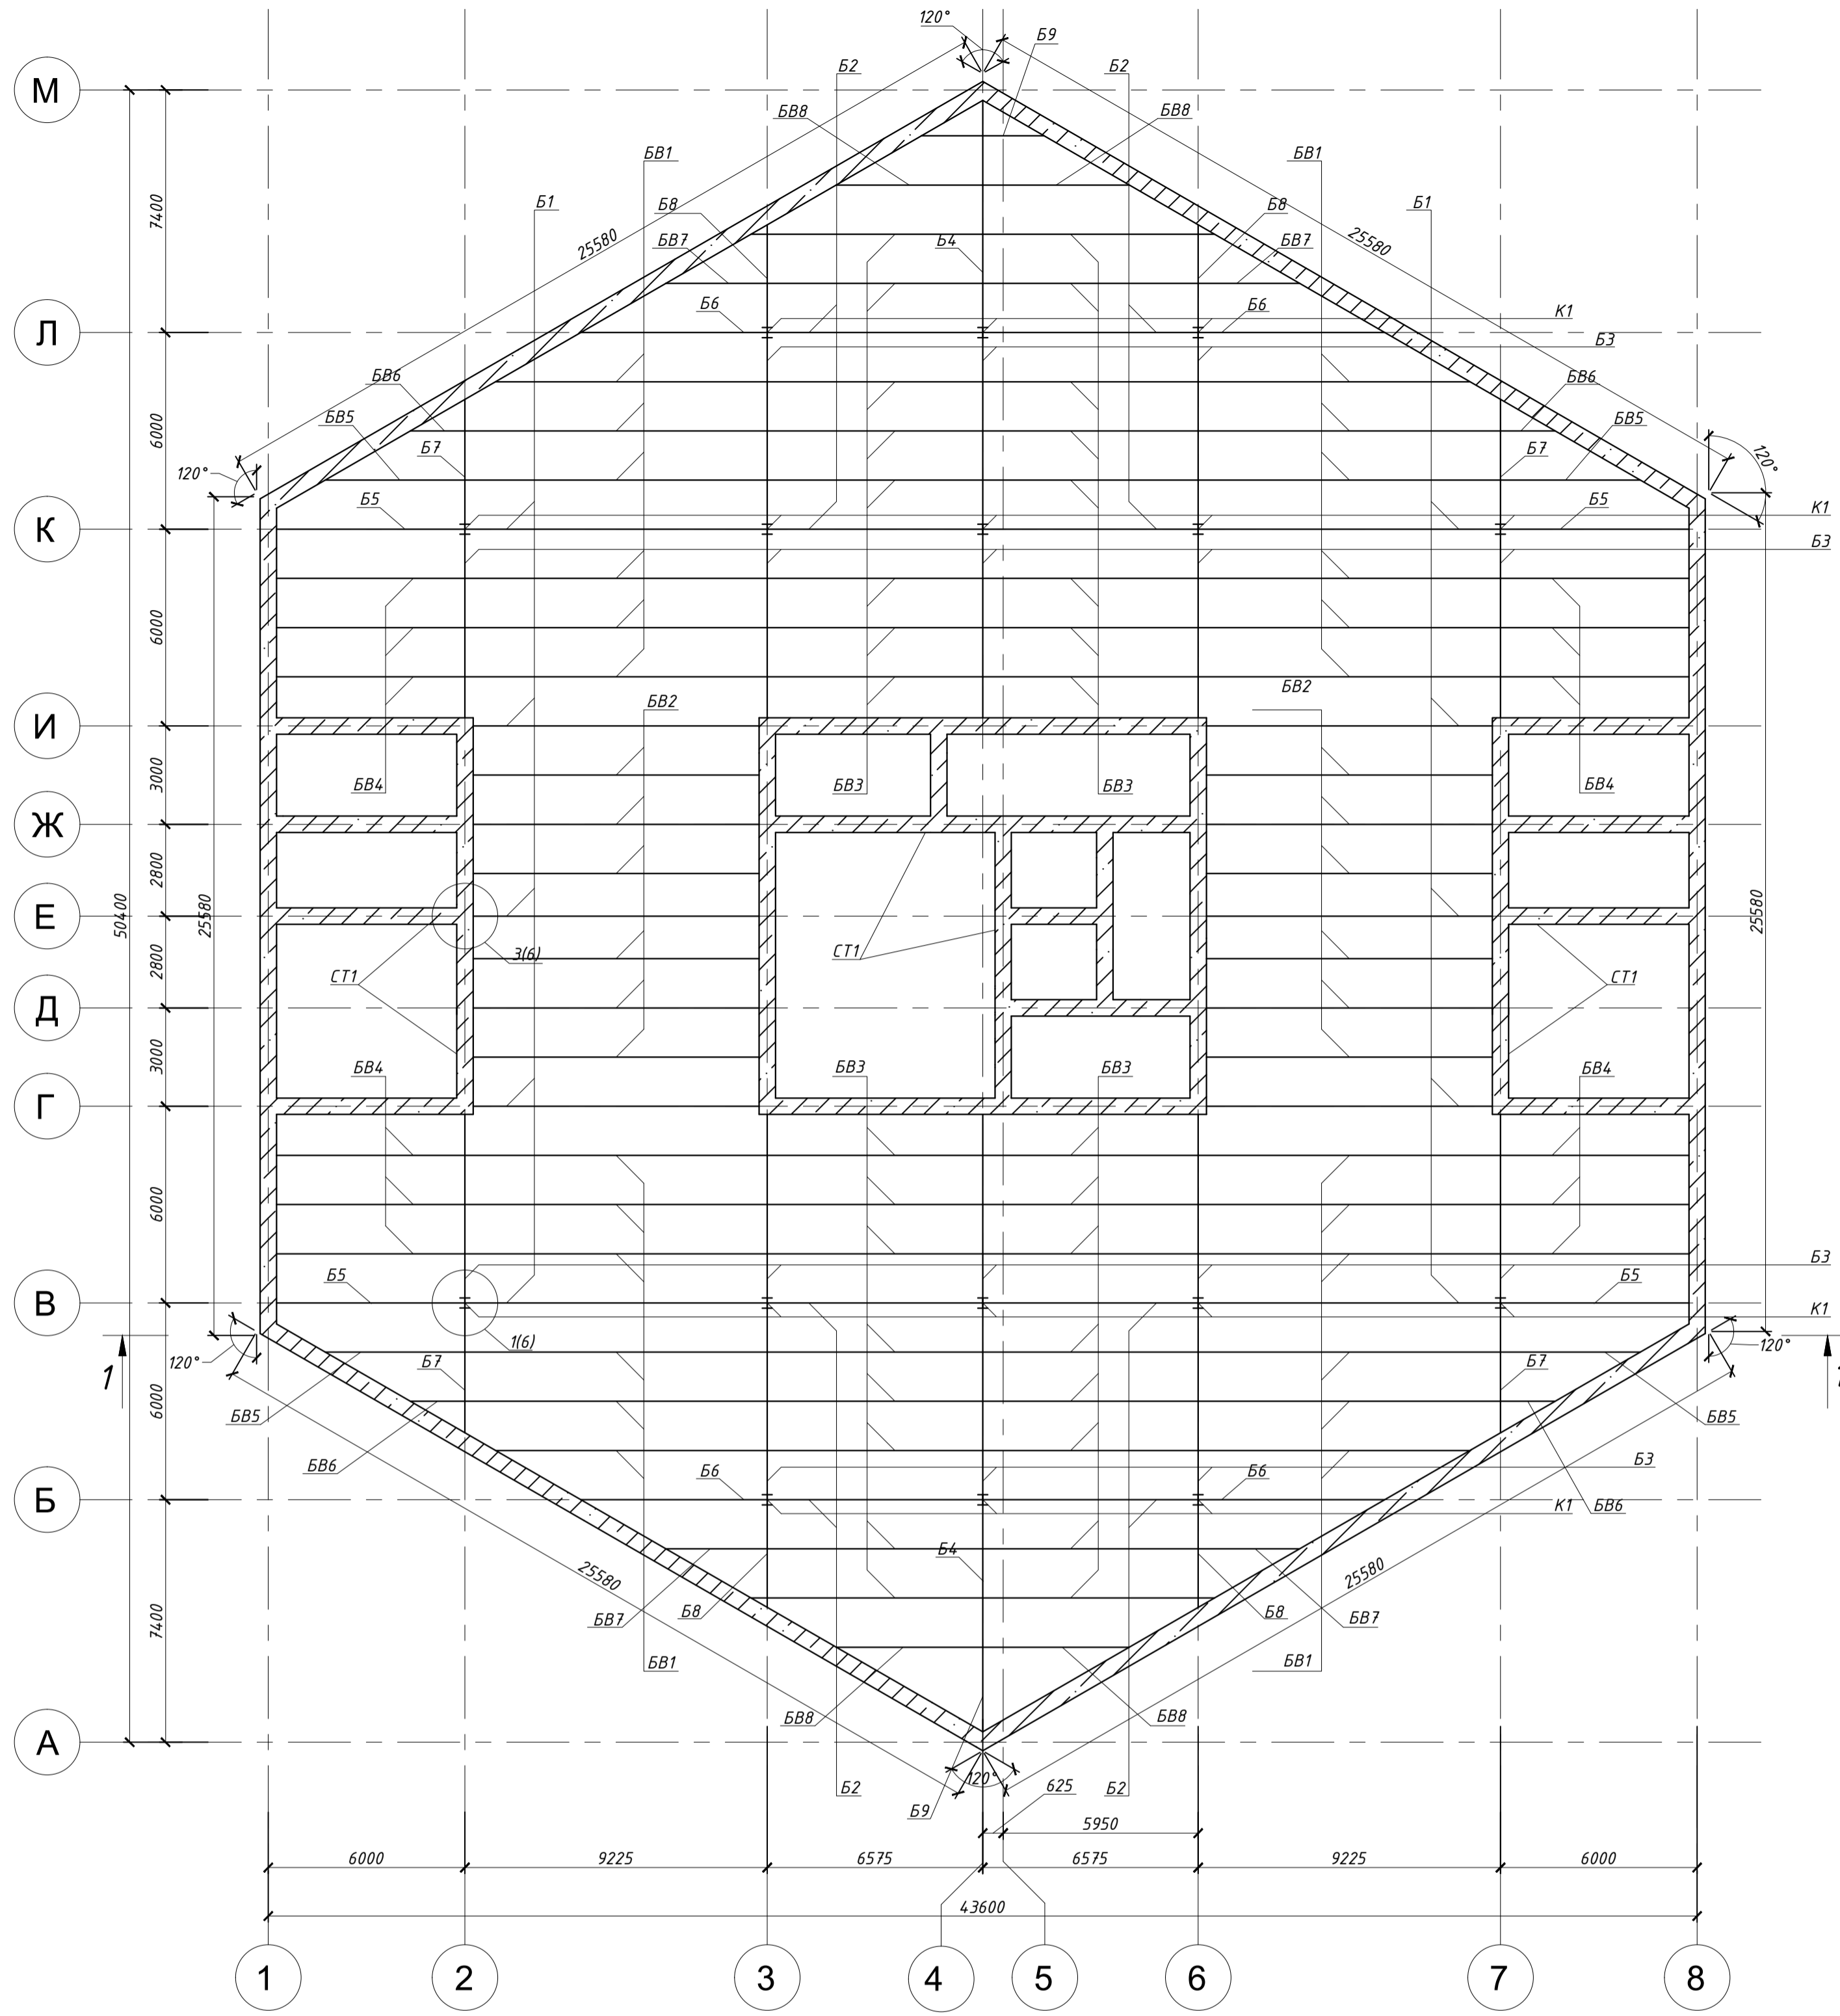 120°
Б9
Б2
Б2
М
БВ8
БВ8
БВ1
БВ1
Б1
Б8
Б8
Б1
7400
25580
БВ7
Б4
БВ7
25580
Б6
Б6
К1
Л
Б3
БВ6
БВ6
БВ5
БВ5
6000
Б7
Б7
120°
120°
Б5
Б5
К1
К
Б3
6000
БВ2
БВ2
И
3000
БВ4
БВ3
БВ3
БВ4
Ж
2800
50400
25580
Е
25580
3(6)
СТ1
2800
СТ1
СТ1
Д
3000
БВ4
БВ3
БВ3
БВ4
Г
6000
Б3
Б5
Б5
В
К1
1
120°
1(6)
Б7
Б7
120°
1
6000
БВ5
БВ5
БВ6
Б6
Б6
Б3
Б
К1
БВ6
Б4
25580
25580
7400
БВ7
Б8
Б8
БВ7
БВ1
БВ1
БВ8
БВ8
А
120°
Б2
625
Б2
Б9
5950
6000
9225
6575
6575
9225
6000
43600
1
2
3
4
5
6
7
8